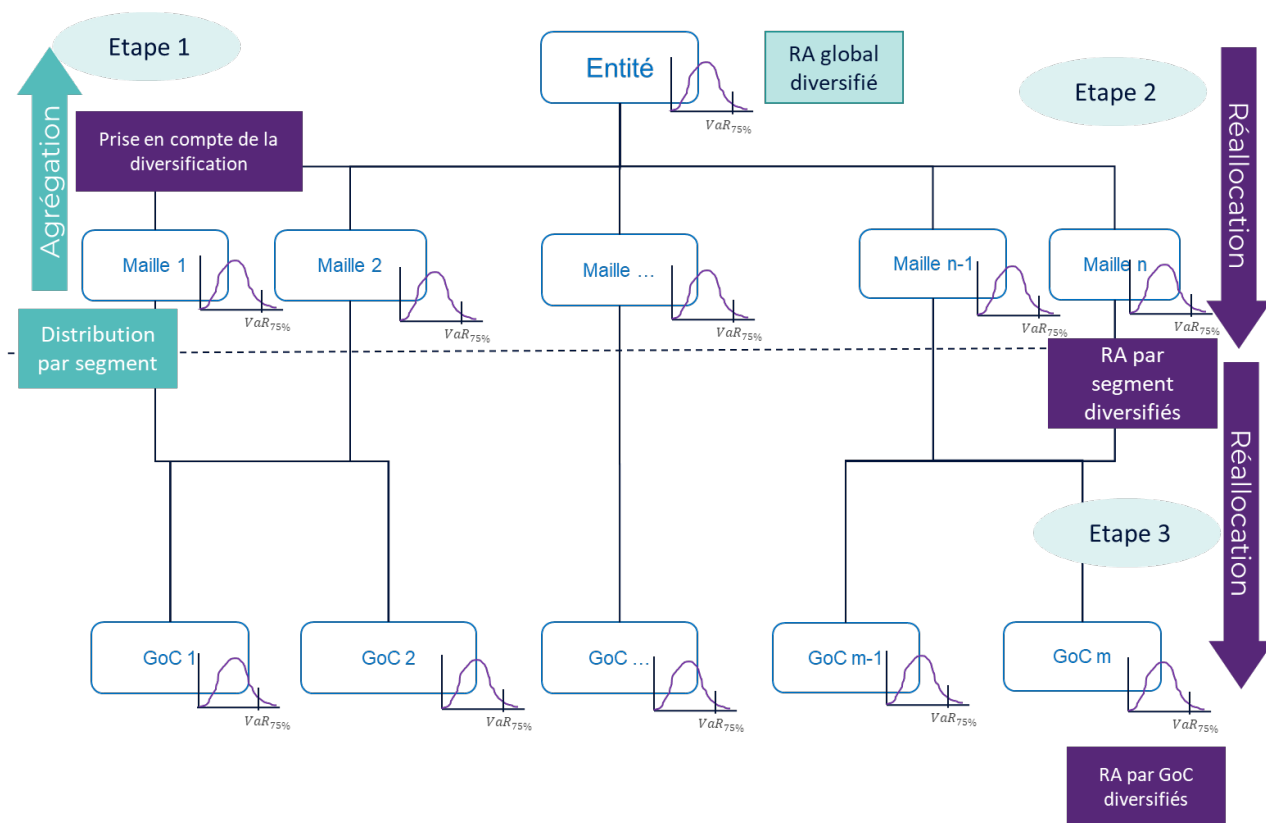 Etape 1
Entité
RA global
diversifié
Etape 2
Agrégation
Réallocation
Prise en compte de la
diversification
VaR75%
Maille 1
Maille 2
Maille ...
Maille n-1
Maille n
VaR75%
VaR75%
VaR75%
VaR75%
VaR75%
Distribution
par segment
RA par
segment
diversifiés
Réallocation
Etape 3
GoC 1
GoC 2
GoC ...
GoC m-1
GoC m
VaR75%
VaR75%
VaR75%
VaR75%
VaR75%
RA par GoC
diversifiés